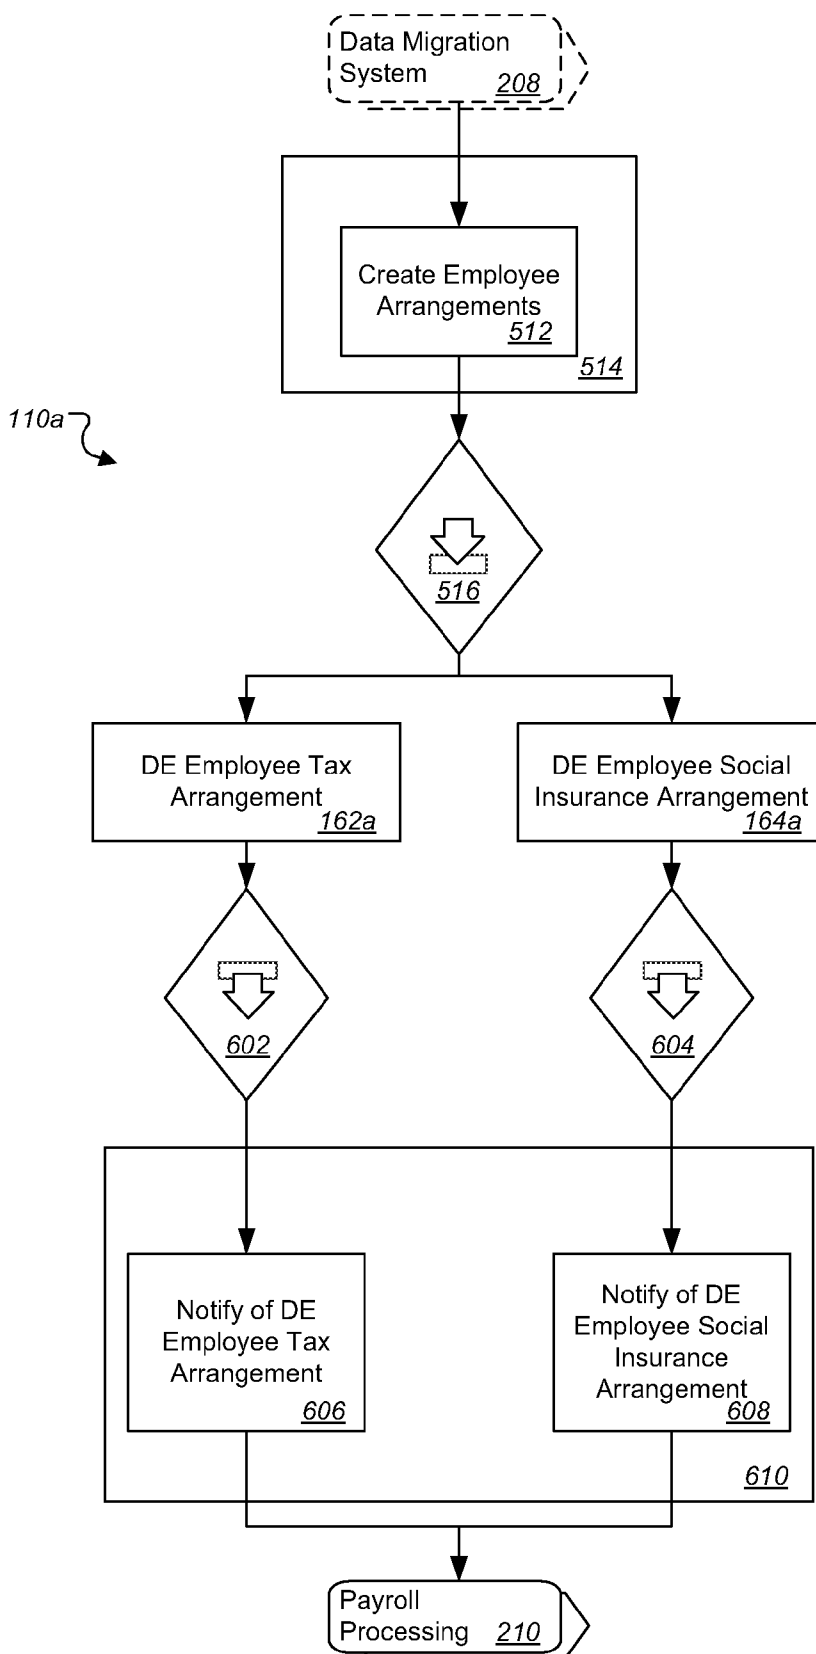 Data Migration
System
208
Create Employee
Arrangements
512
514
110a
516
DE Employee Tax
Arrangement
162a
DE Employee Social
Insurance Arrangement
164a
602
604
Notify of DE
Employee Tax
Arrangement
606
Notify of DE
Employee Social
Insurance
Arrangement
608
610
Payroll
Processing 210